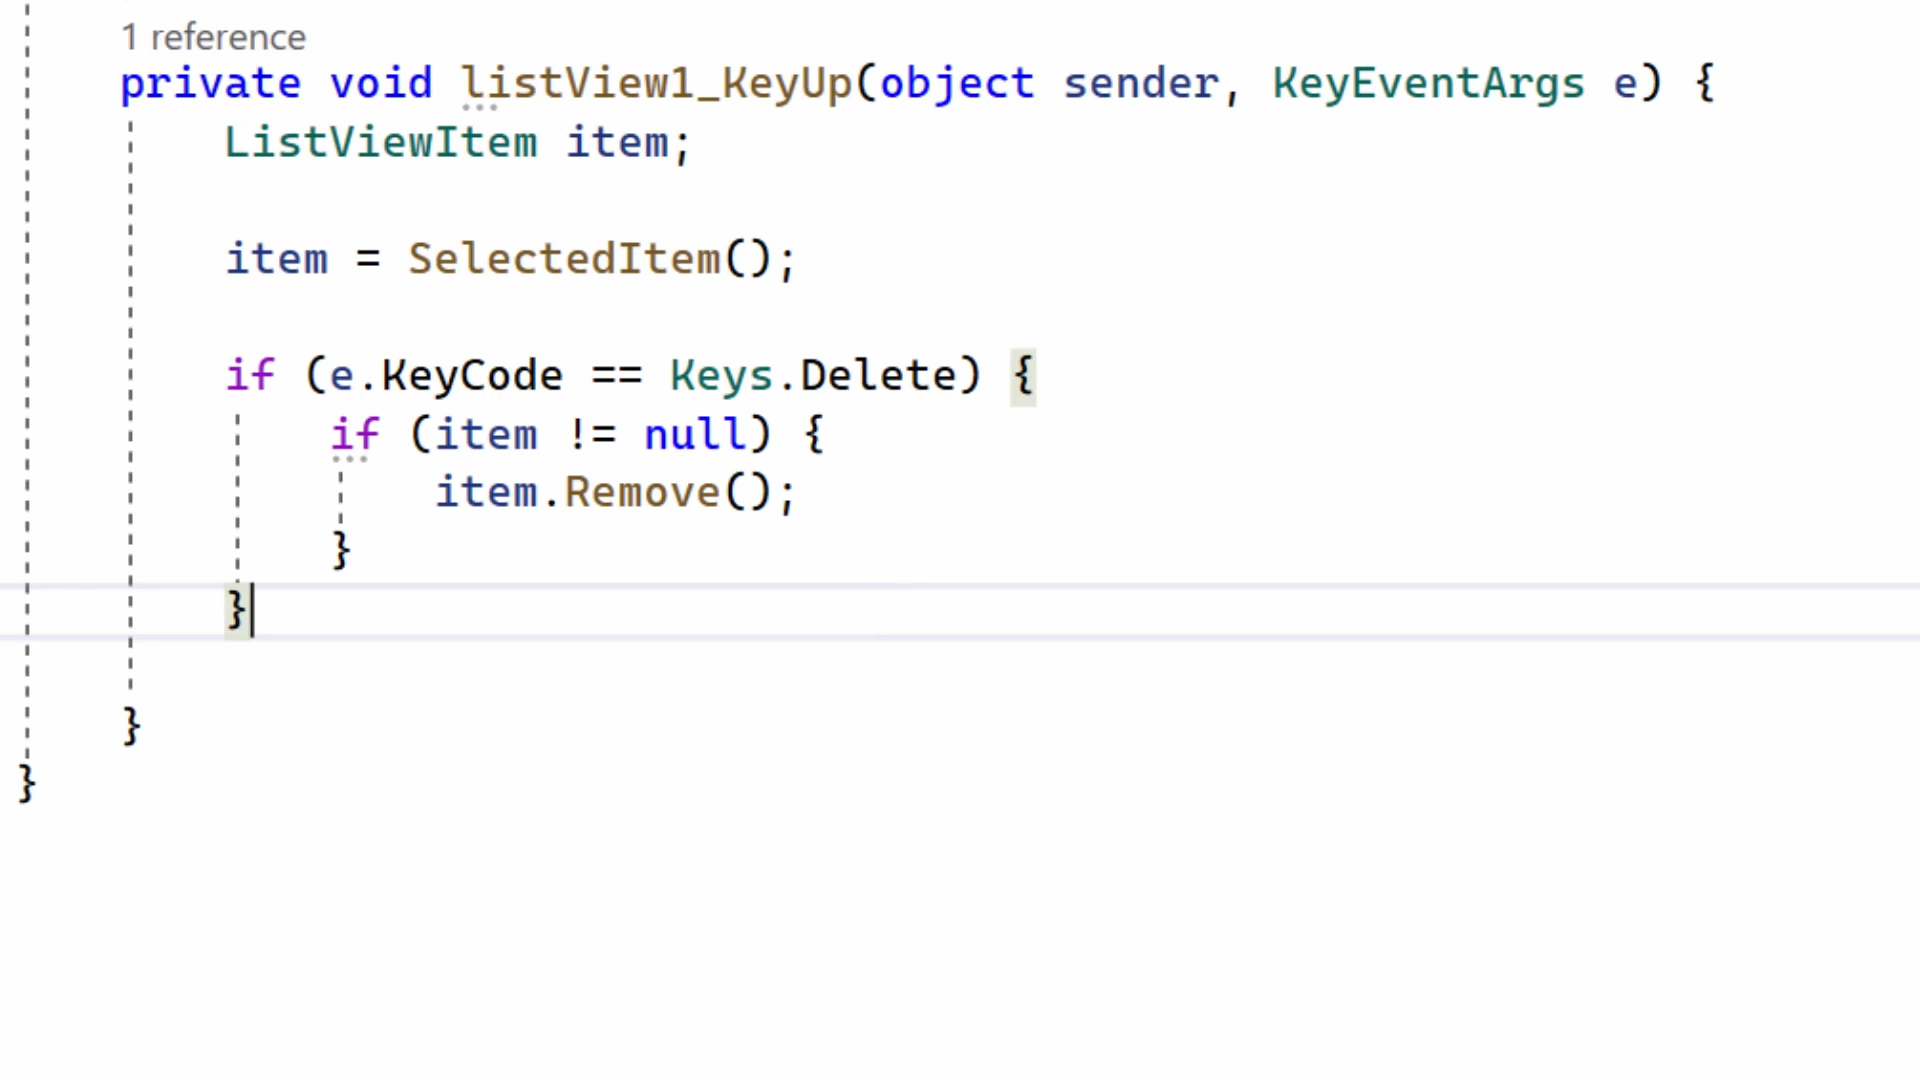 1 reference
private void listView1_KeyUp(object sender, KeyEventArgs e) {
ListViewItem item;
item = SelectedItem();
if (e.KeyCode == Keys.Delete) {
if (item != null) {
item.Remove();
}
}
}
}